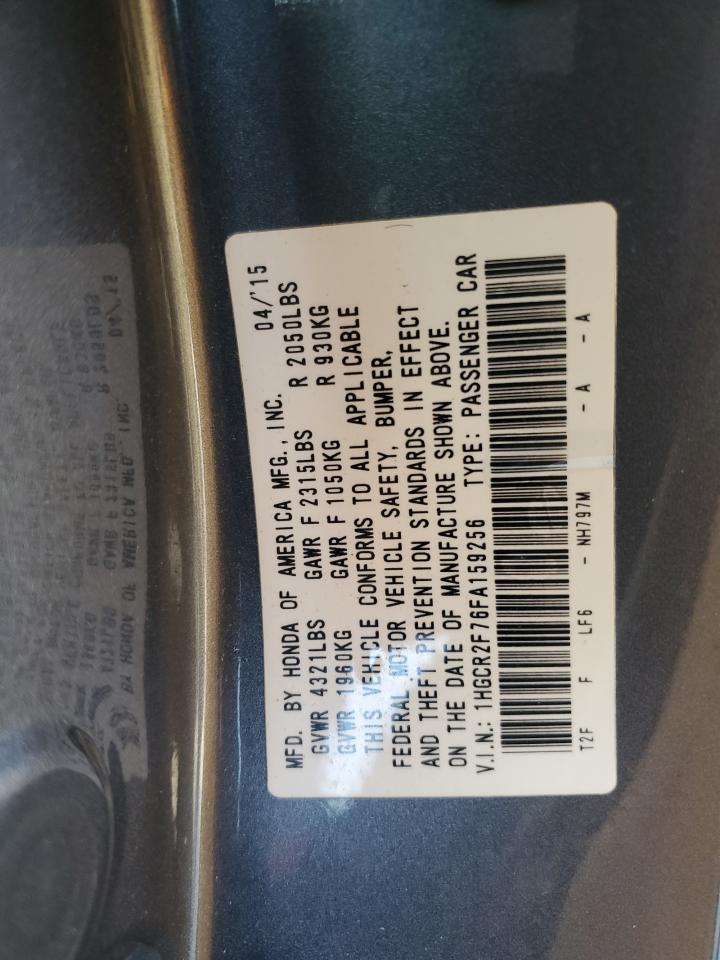 MFD. BY HONDA OF AMERICA MFG., INC. 04/'15
GVWR 4321LBS GAWR F 2315LBS R 2050LBS
GVWR 1960KG GAWR F 1050KG R 930KG
THIS VEHICLE CONFORMS TO ALL APPLICABLE
FEDERAL MOTOR VEHICLE SAFETY, BUMPER,
AND THEFT PREVENTION STANDARDS IN EFFECT
ON THE DATE OF MANUFACTURE SHOWN ABOVE.
V.I.N.: 1HGCR2F76FA159256 TYPE: PASSENGER CAR
T2F F LF6 - NH797M - A - A